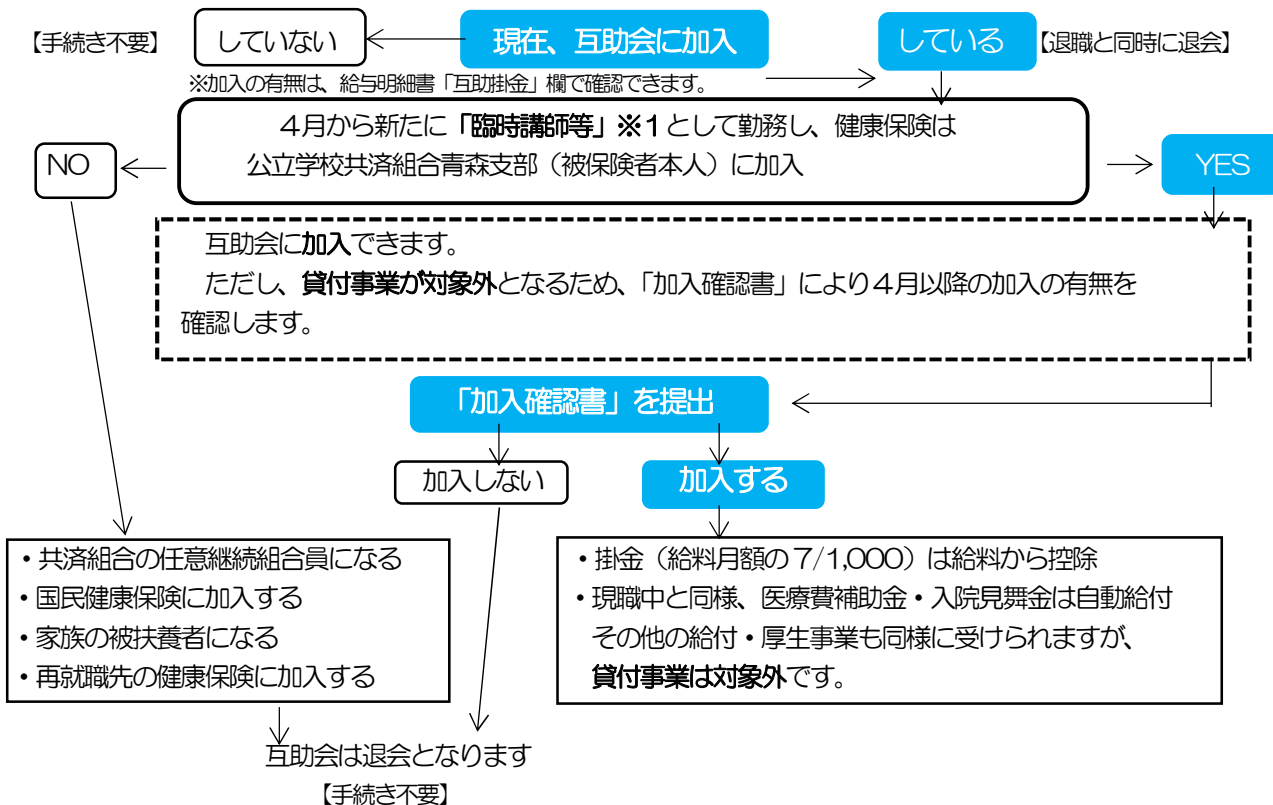 【手続き不要】
していない
現在、互助会に加入
している
【退職と同時に退会】
※加入の有無は、給与明細書「互助掛金」欄で確認できます。
４月から新たに「臨時講師等」※１として勤務し、健康保険は
公立学校共済組合青森支部（被保険者本人）に加入
NO
YES
互助会に加入できます。
ただし、貸付事業が対象外となるため、「加入確認書」により４月以降の加入の有無を
確認します。
「加入確認書」を提出
加入しない
加入する
・共済組合の任意継続組合員になる
・国民健康保険に加入する
・家族の被扶養者になる
・再就職先の健康保険に加入する
・掛金（給料月額の 7/1,000）は給料から控除
・現職中と同様、医療費補助金・入院見舞金は自動給付
その他の給付・厚生事業も同様に受けられますが、
貸付事業は対象外です。
互助会は退会となります
【手続き不要】